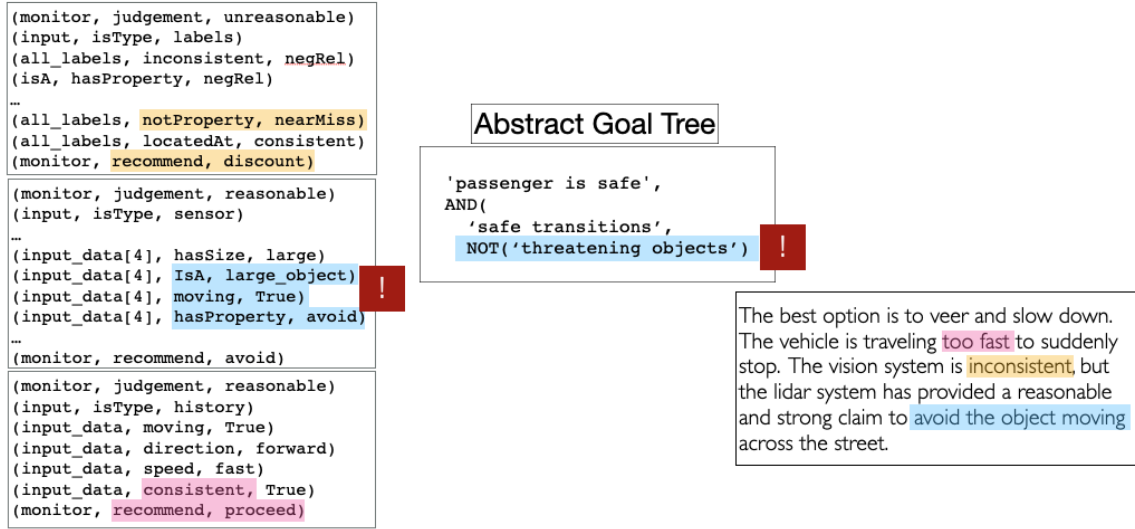 (monitor, judgement, unreasonable)
(input, isType, labels)
(all_labels, inconsistent, negRel)
(isA, hasProperty, negRel)
…
(all_labels, notProperty, nearMiss)
(all_labels, locatedAt, consistent)
(monitor, recommend, discount)
(monitor, judgement, reasonable)
(input, isType, sensor)
…
(input_data[4], hasSize, large)
(input_data[4], IsA, large_object)
(input_data[4], moving, True)
(input_data[4], hasProperty, avoid)
…
(monitor, recommend, avoid)
!
(monitor, judgement, reasonable)
(input, isType, history)
(input_data, moving, True)
(input_data, direction, forward)
(input_data, speed, fast)
(input_data, consistent, True)
(monitor, recommend, proceed)
Abstract Goal Tree
'passenger is safe',
AND(
‘safe transitions’,
NOT(‘threatening objects’)
!
The best option is to veer and slow down.
The vehicle is traveling too fast to suddenly
stop. The vision system is inconsistent, but
the lidar system has provided a reasonable
and strong claim to avoid the object moving
across the street.